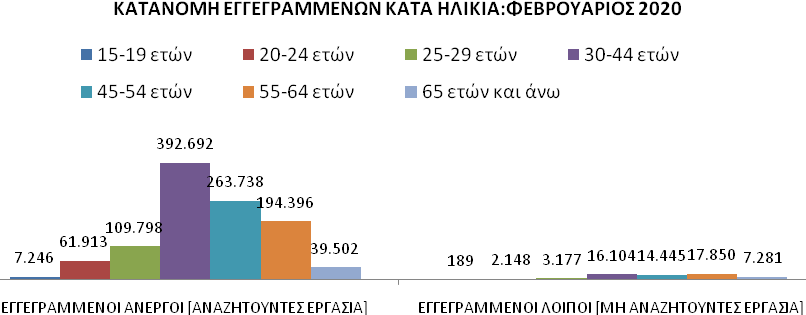 ΚΑΤΑΝΟΜΗ ΕΓΓΕΓΡΑΜΜΕΝΩΝ ΚΑΤΑ ΗΛΙΚΙΑ:ΦΕΒΡΟΥΑΡΙΟΣ 2020
15-19 ετών 20-24 ετών 25-29 ετών 30-44 ετών
45-54 ετών 55-64 ετών 65 ετών και άνω
7.246 61.913 109.798 392.692 263.738 194.396 39.502
189 2.148 3.177 16.104 14.445 17.850 7.281
ΕΓΓΕΓΡΑΜΜΕΝΟΙ ΑΝΕΡΓΟΙ [ΑΝΑΖΗΤΟΥΝΤΕΣ ΕΡΓΑΣΙΑ] ΕΓΓΕΓΡΑΜΜΕΝΟΙ ΛΟΙΠΟΙ [ΜΗ ΑΝΑΖΗΤΟΥΝΤΕΣ ΕΡΓΑΣΙΑ]